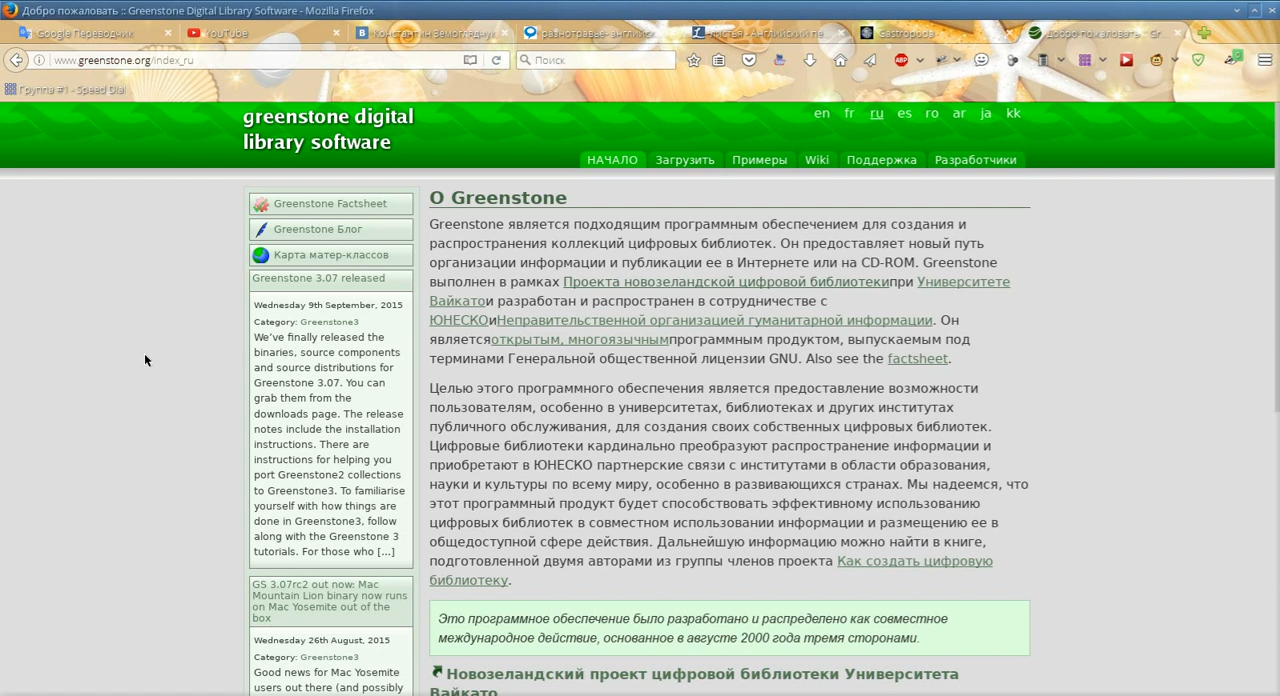 Добро пожаловать :: Greenstone Digital Library Software - Mozilla Firefox
Google Переводчик
YouTube
Константин Земоглядчук
разнотравье- английск
листья - Английский пе
Gastropods -
Добро пожаловать :: Gr
www.greenstone.org/index_ru
Поиск
Группа #1 - Speed Dial
greenstone digital
library software
en fr ru es ro ar ja kk
НАЧАЛО Загрузить Примеры Wiki Поддержка Разработчики
Greenstone Factsheet
Greenstone Блог
Карта матер-классов
Greenstone 3.07 released
Wednesday 9th September, 2015
Category: Greenstone3
We've finally released the
binaries, source components
and source distributions for
Greenstone 3.07. You can
grab them from the
downloads page. The release
notes include the installation
instructions. There are
instructions for helping you
port Greenstone2 collections
to Greenstone3. To familiarise
yourself with how things are
done in Greenstone3, follow
along with the Greenstone 3
tutorials. For those who [...]
GS 3.07rc2 out now: Mac
Mountain Lion binary now runs
on Mac Yosemite out of the
box
Wednesday 26th August, 2015
Category: Greenstone3
Good news for Mac Yosemite
users out there (and possibly
О Greenstone
Greenstone является подходящим программным обеспечением для создания и
распространения коллекций цифровых библиотек. Он предоставляет новый путь
организации информации и публикации ее в Интернете или на CD-ROM. Greenstone
выполнен в рамках Проекта новозеландской цифровой библиотекипри Университете
Вайкатои разработан и распространен в сотрудничестве с
ЮНЕСКОиНеправительственной организацией гуманитарной информации. Он
являетсяоткрытым, многоязычнымпрограммным продуктом, выпускаемым под
терминами Генеральной общественной лицензии GNU. Also see the factsheet.
Целью этого программного обеспечения является предоставление возможности
пользователям, особенно в университетах, библиотеках и других институтах
публичного обслуживания, для создания своих собственных цифровых библиотек.
Цифровые библиотеки кардинально преобразуют распространение информации и
приобретают в ЮНЕСКО партнерские связи с институтами в области образования,
науки и культуры по всему миру, особенно в развивающихся странах. Мы надеемся, что
этот программный продукт будет способствовать эффективному использованию
цифровых библиотек в совместном использовании информации и размещению ее в
общедоступной сфере действия. Дальнейшую информацию можно найти в книге,
подготовленной двумя авторами из группы членов проекта Как создать цифровую
библиотеку.
Это программное обеспечение было разработано и распределено как совместное
международное действие, основанное в августе 2000 года тремя сторонами.
Новозеландский проект цифровой библиотеки Университета
Вайкато